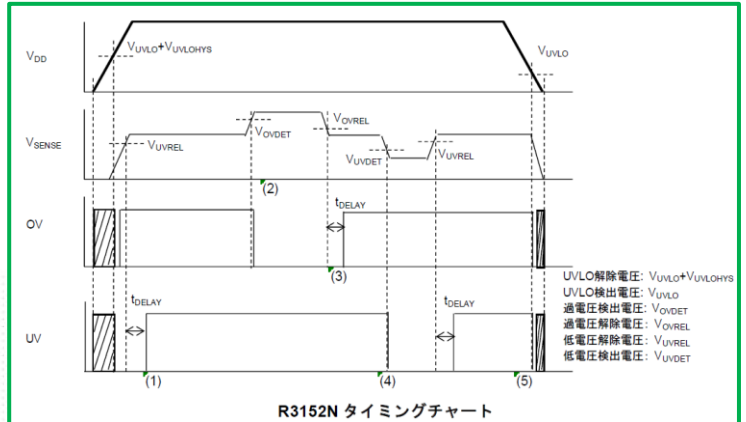 VDD
VUVLO+VUVLOHYS
VUVLO
VSENSE
VUVREL
VOVDET
VOVREL
VUVDET
VUVREL
(2)
OV
tDELAY
(3)
UV
tDELAY
tDELAY
(1)
(4)
(5)
UVLO解除電圧: VUVLO+VUVLOHYS
UVLO検出電圧: VUVLO
過電圧検出電圧: VOVDET
過電圧解除電圧: VOVREL
低電圧解除電圧: VUVREL
低電圧検出電圧: VUVDET
R3152N タイミングチャート